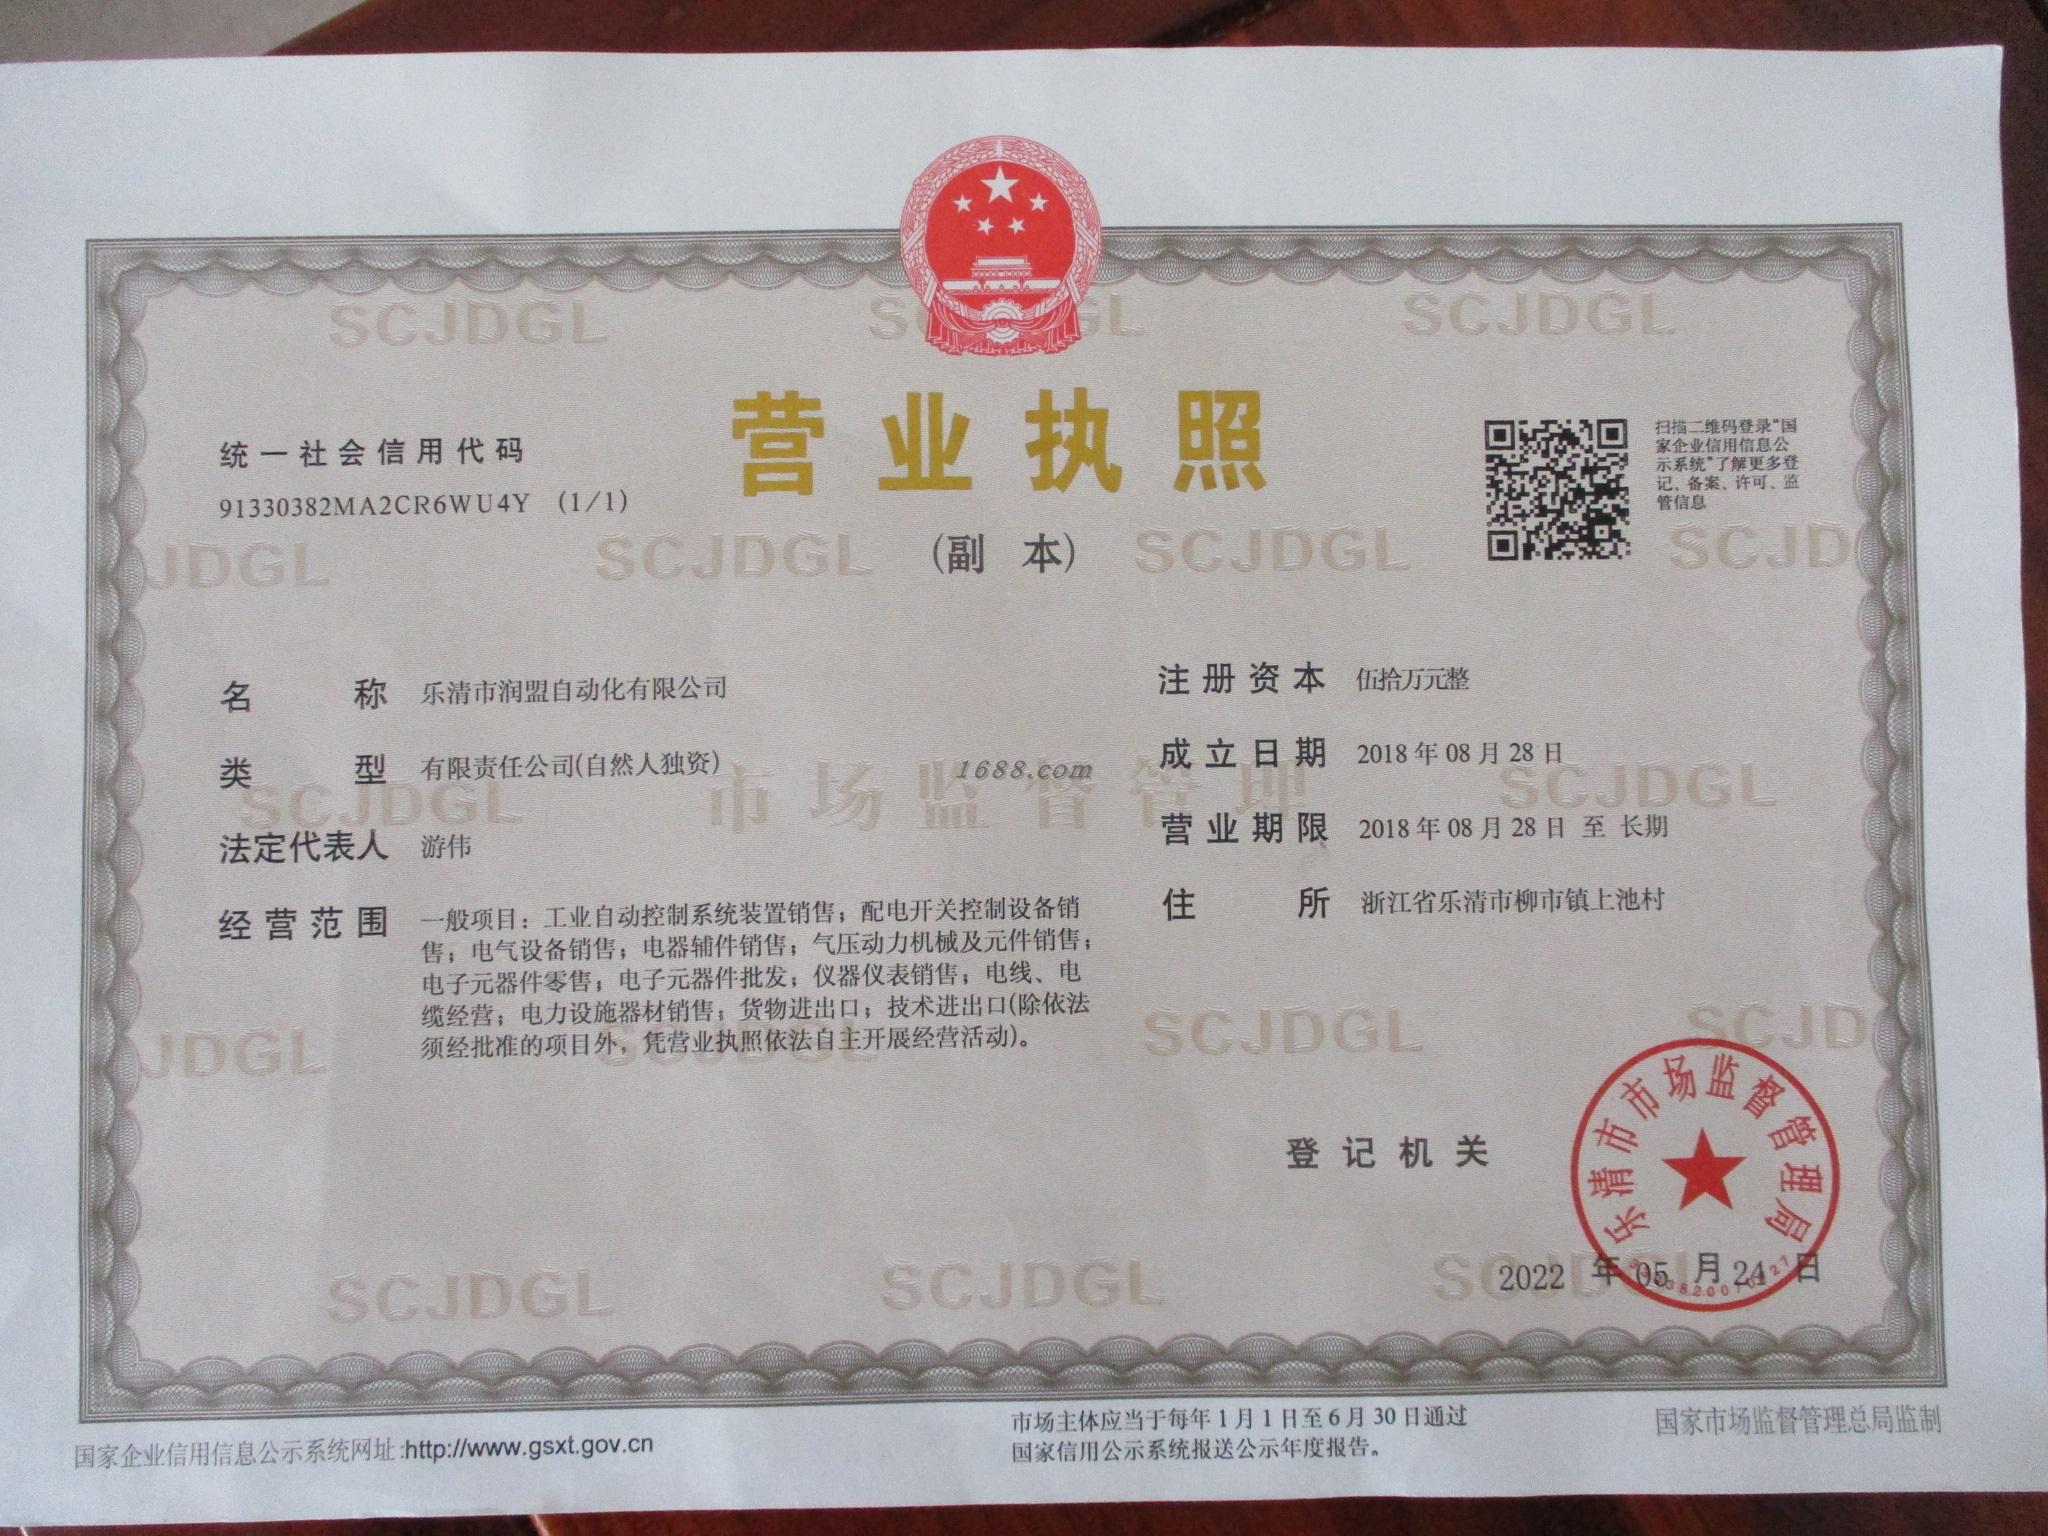 营业执照
(副 本)
统一社会信用代码
91330382MA2CR6WU4Y (1/1)
扫描二维码登录“国
家企业信用信息公
示系统”了解更多登
记、备案、许可、监
管信息
名 称 乐清市润盟自动化有限公司
类 型 有限责任公司(自然人独资)
法定代表人 游伟
经营范围 一般项目：工业自动控制系统装置销售；配电开关控制设备销
售；电气设备销售；电器辅件销售；气压动力机械及元件销售；
电子元器件零售；电子元器件批发；仪器仪表销售；电线、电
缆经营；电力设施器材销售；货物进出口；技术进出口(除依法
须经批准的项目外，凭营业执照依法自主开展经营活动)。
注册资本 伍拾万元整
成立日期 2018年08月28日
营业期限 2018年08月28日 至 长期
住 所 浙江省乐清市柳市镇上池村
1688.com
市场监督管理
SCJDGL
登记机关
乐清市市场监督管理局
2022 年 05 月 24 日
国家企业信用信息公示系统网址:http://www.gsxt.gov.cn
市场主体应当于每年1月1日至6月30日通过
国家信用公示系统报送公示年度报告。
国家市场监督管理总局监制